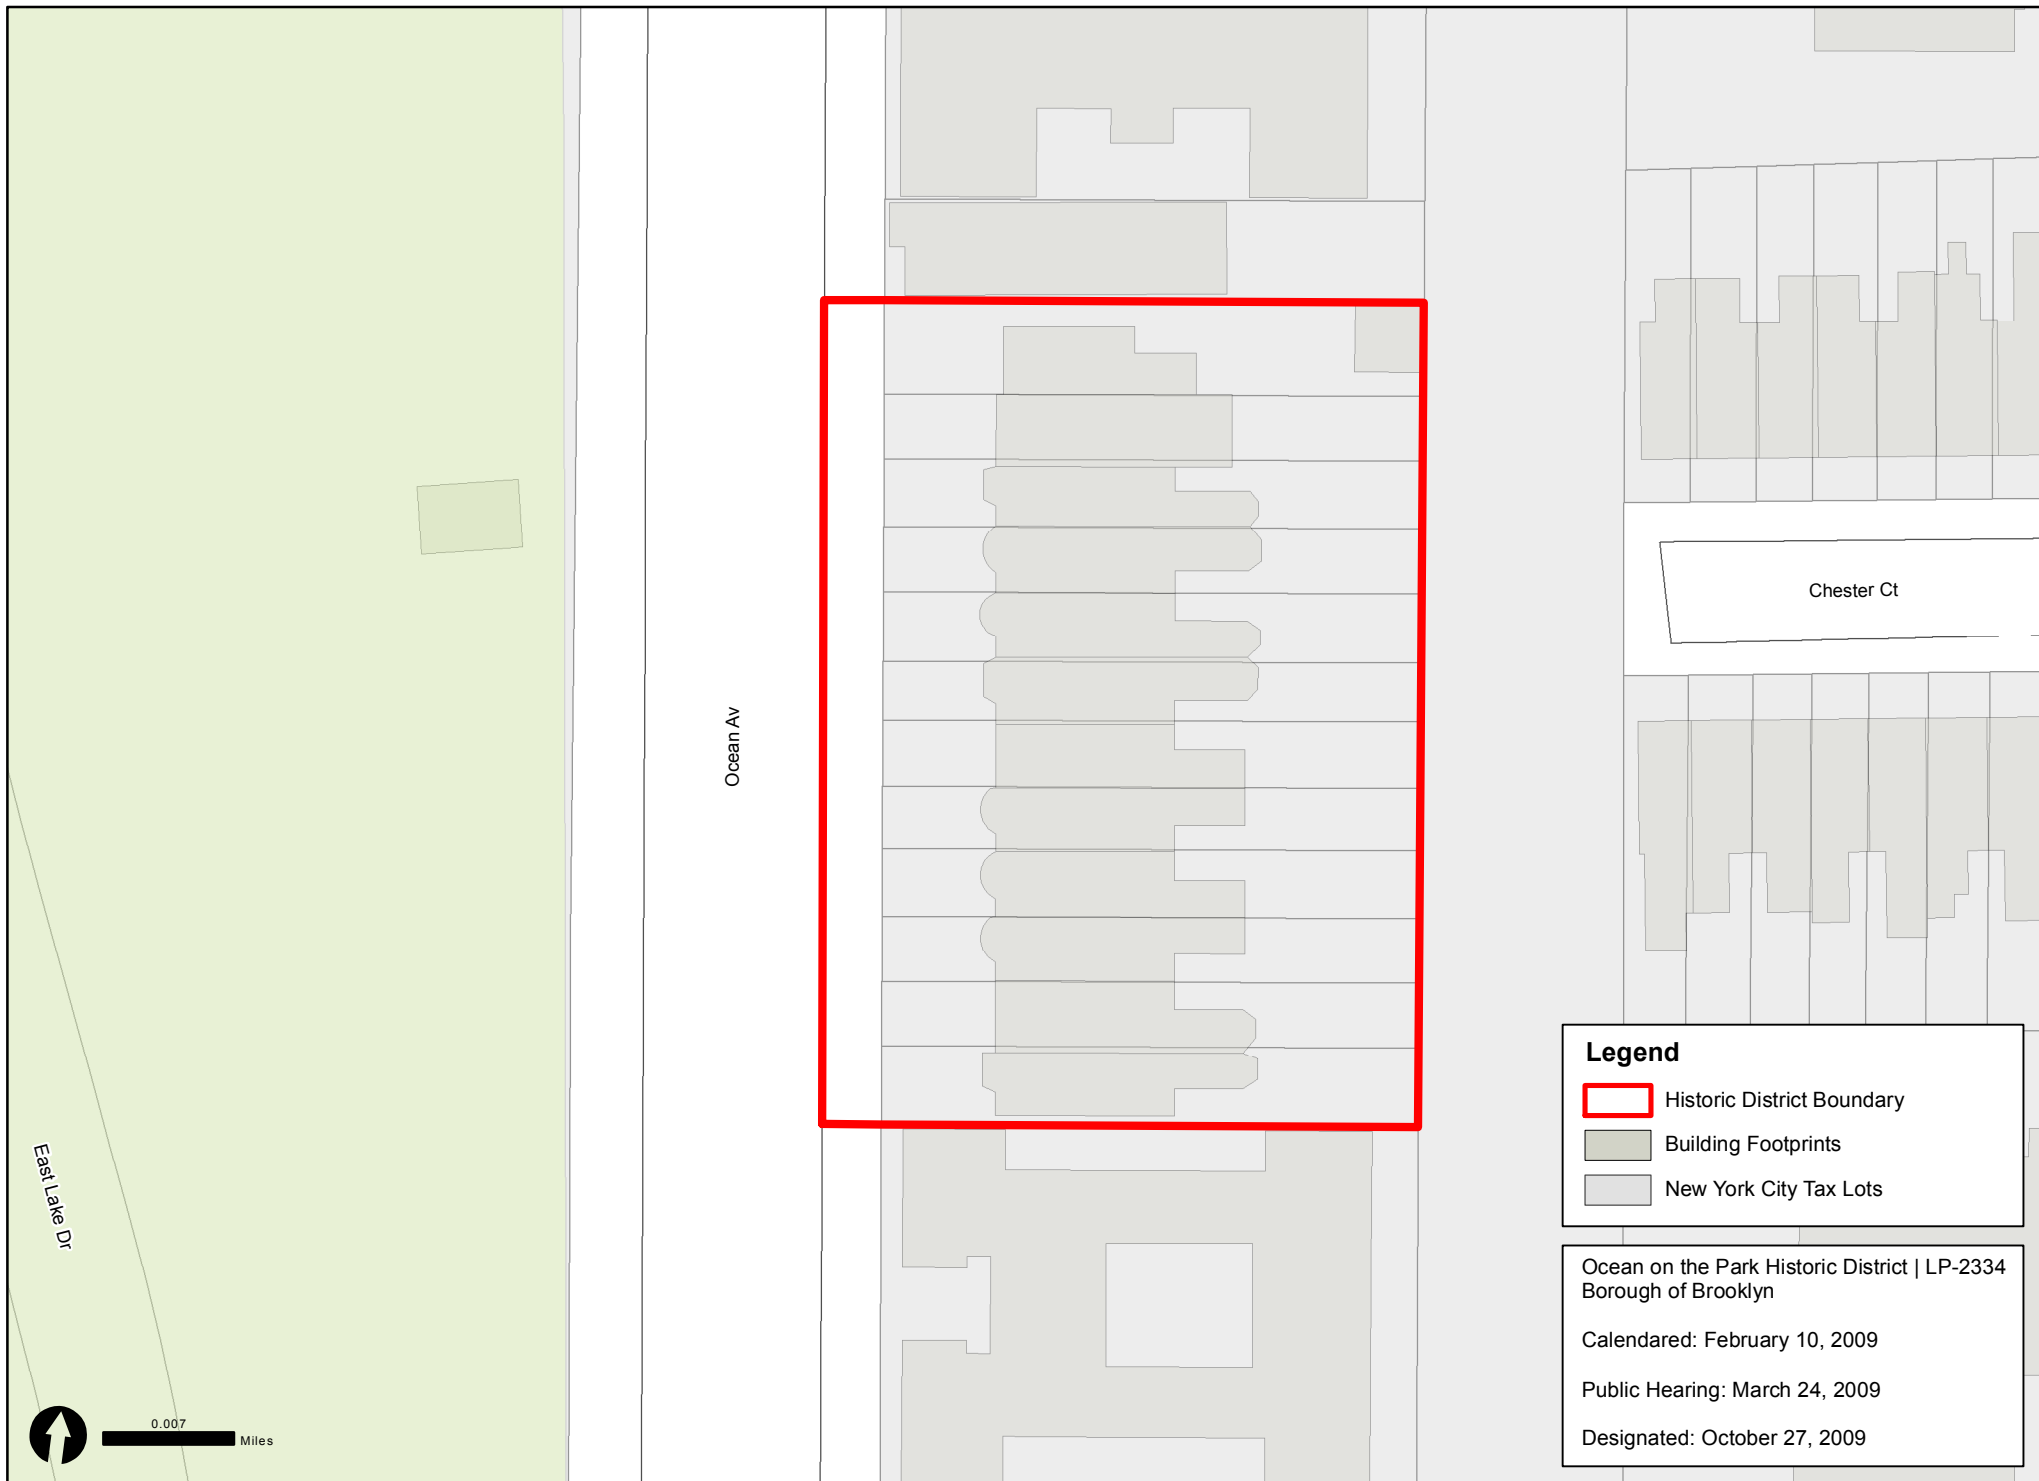 Chester Ct
Ocean Av
East Lake Dr
Legend
Historic District Boundary
Building Footprints
New York City Tax Lots
Ocean on the Park Historic District | LP-2334
Borough of Brooklyn
Calendared: February 10, 2009
Public Hearing: March 24, 2009
Designated: October 27, 2009
0.007
Miles